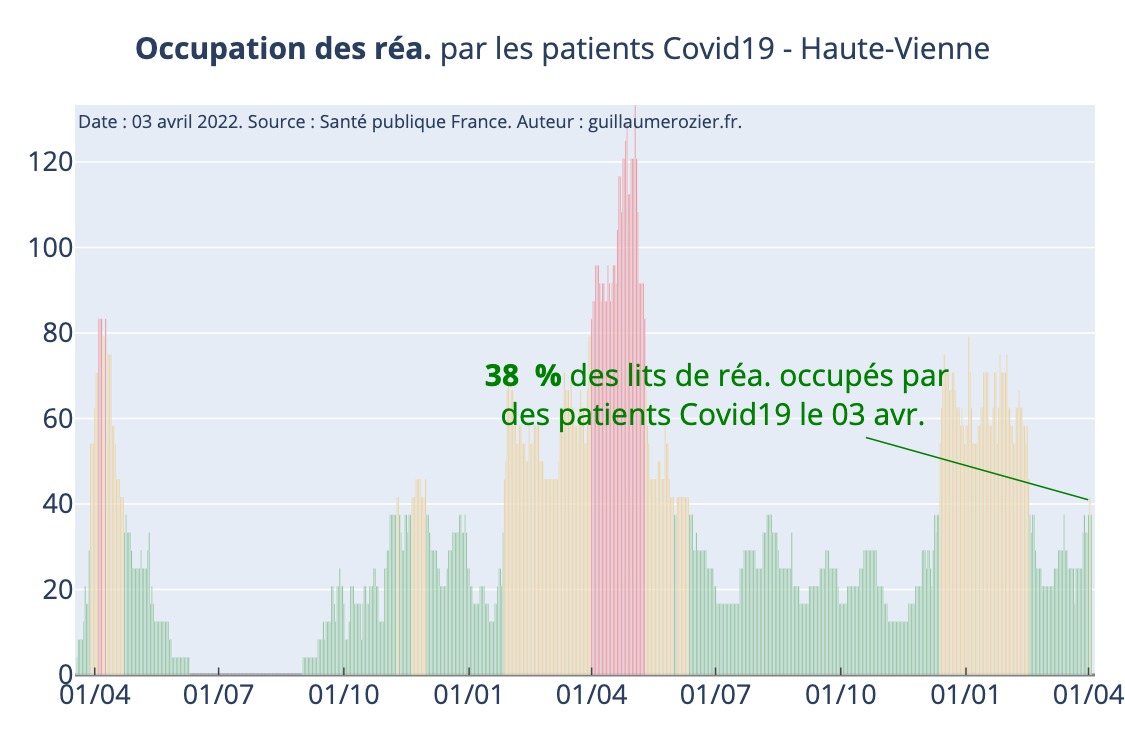 Occupation des réa. par les patients Covid19 - Haute-Vienne
Date : 03 avril 2022. Source : Santé publique France. Auteur : guillaumerozier.fr.
120
100
80
38 % des lits de réa. occupés par
des patients Covid19 le 03 avr.
60
40
20
0
01/04 01/07 01/10 01/01 01/04 01/07 01/10 01/01 01/04